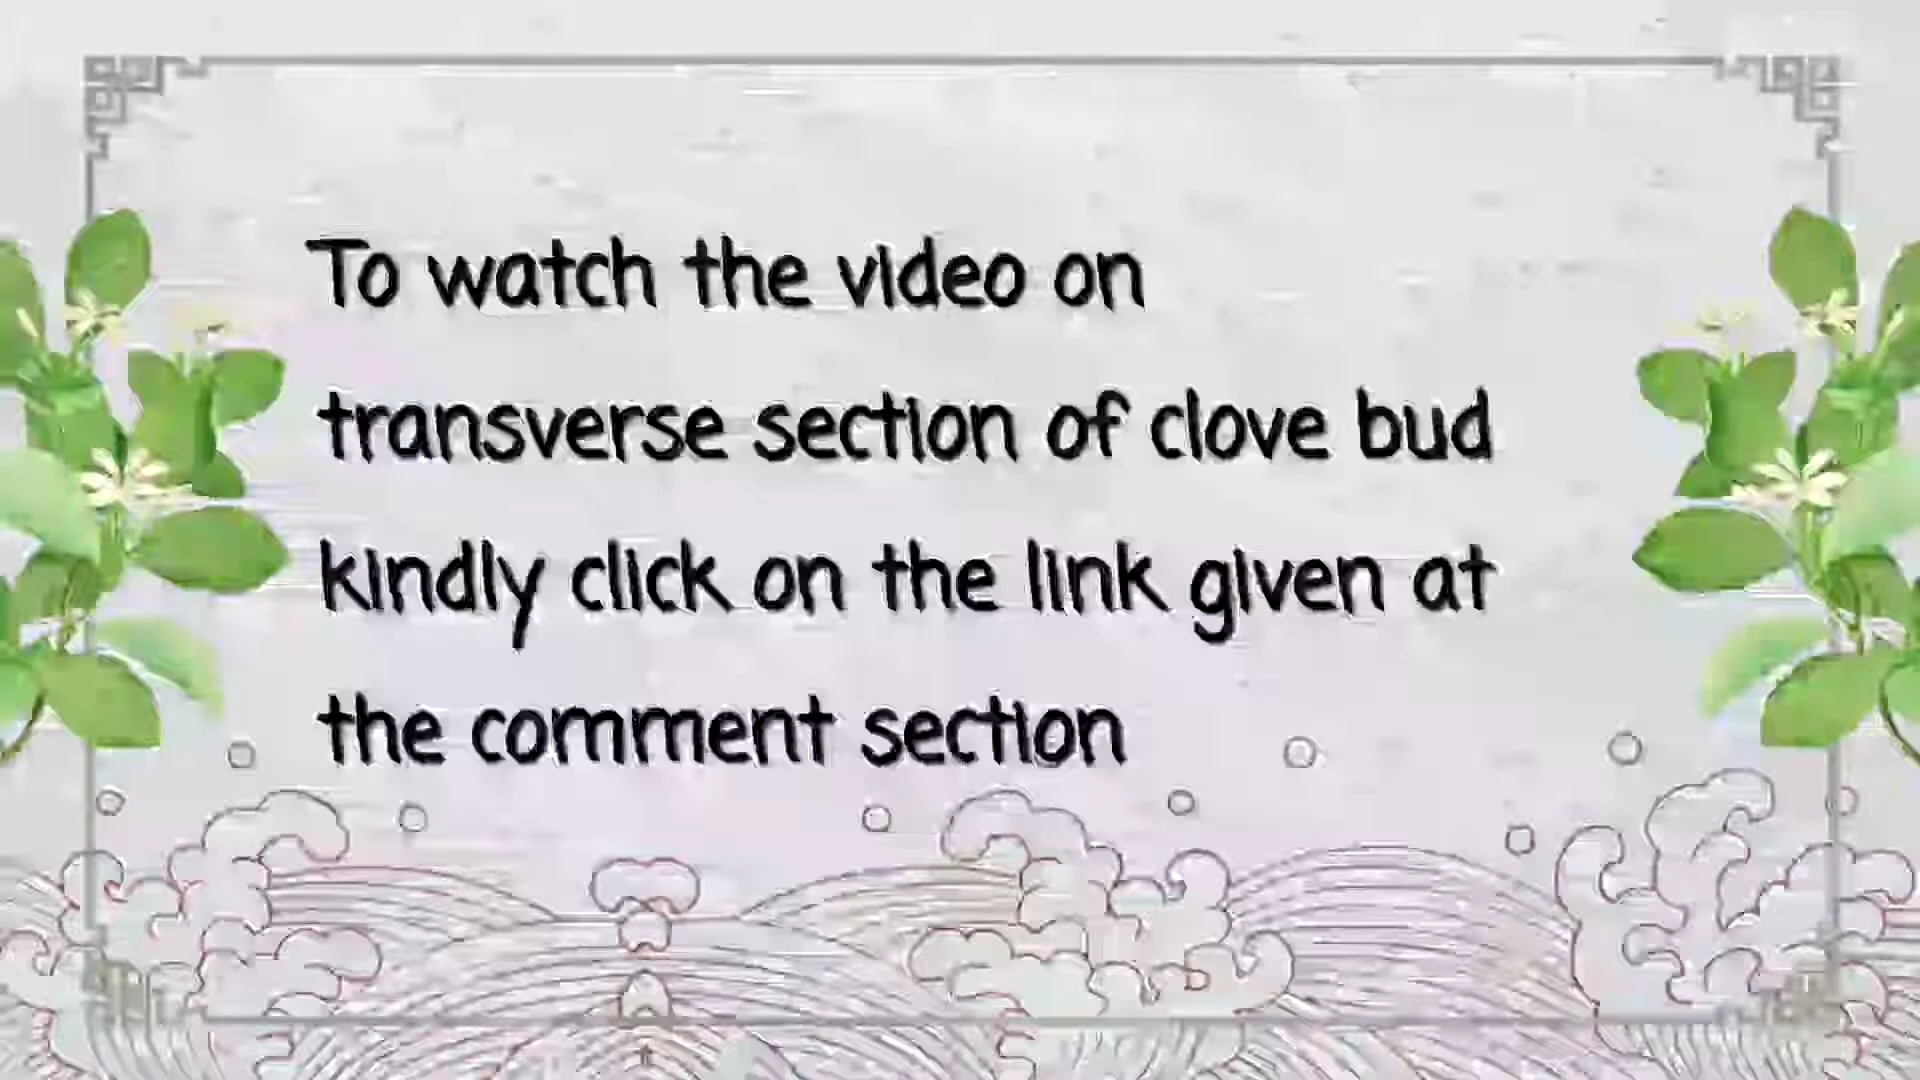 To watch the video on
transverse section of clove bud
kindly click on the link given at
the comment section